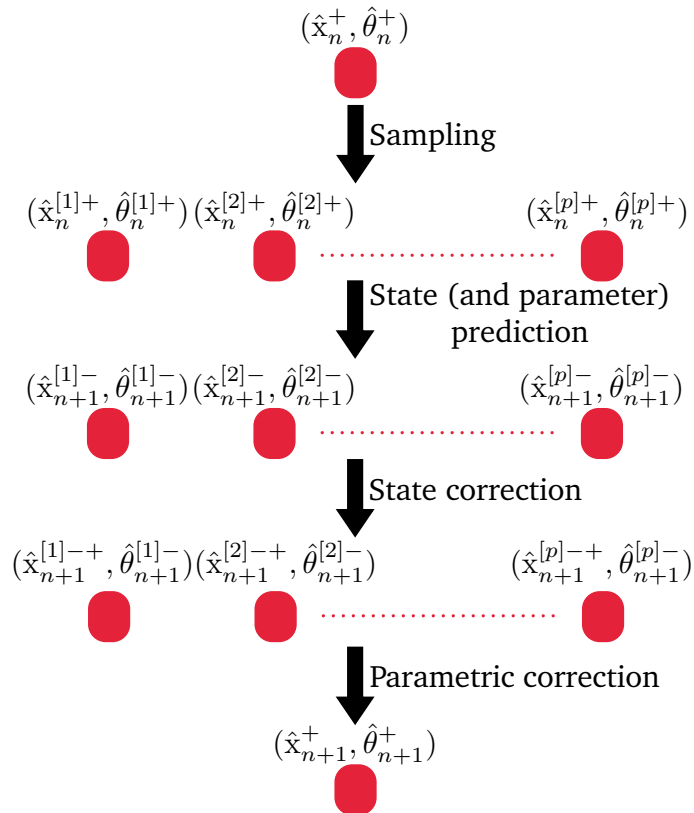 (x̂ₙ⁺, θ̂ₙ⁺)
Sampling
(x̂ₙ^{[1]+}, θ̂ₙ^{[1]+})(x̂ₙ^{[2]+}, θ̂ₙ^{[2]+}) (x̂ₙ^{[p]+}, θ̂ₙ^{[p]+})
State (and parameter)
prediction
(x̂ₙ₊₁^{[1]−}, θ̂ₙ₊₁^{[1]−})(x̂ₙ₊₁^{[2]−}, θ̂ₙ₊₁^{[2]−}) (x̂ₙ₊₁^{[p]−}, θ̂ₙ₊₁^{[p]−})
State correction
(x̂ₙ₊₁^{[1]−+}, θ̂ₙ₊₁^{[1]−})(x̂ₙ₊₁^{[2]−+}, θ̂ₙ₊₁^{[2]−}) (x̂ₙ₊₁^{[p]−+}, θ̂ₙ₊₁^{[p]−})
Parametric correction
(x̂ₙ₊₁⁺, θ̂ₙ₊₁⁺)